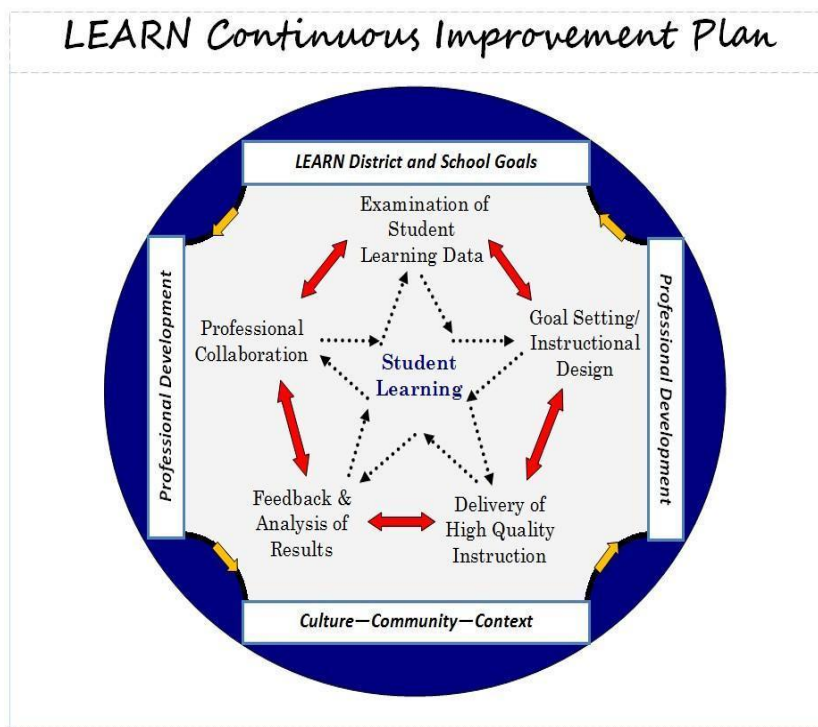 LEARN Continuous Improvement Plan
LEARN District and School Goals
Examination of
Student
Learning Data
Professional Development
Professional
Collaboration
Student
Learning
Goal Setting/
Instructional
Design
Professional Development
Feedback &
Analysis of
Results
Delivery of
High Quality
Instruction
Culture—Community—Context